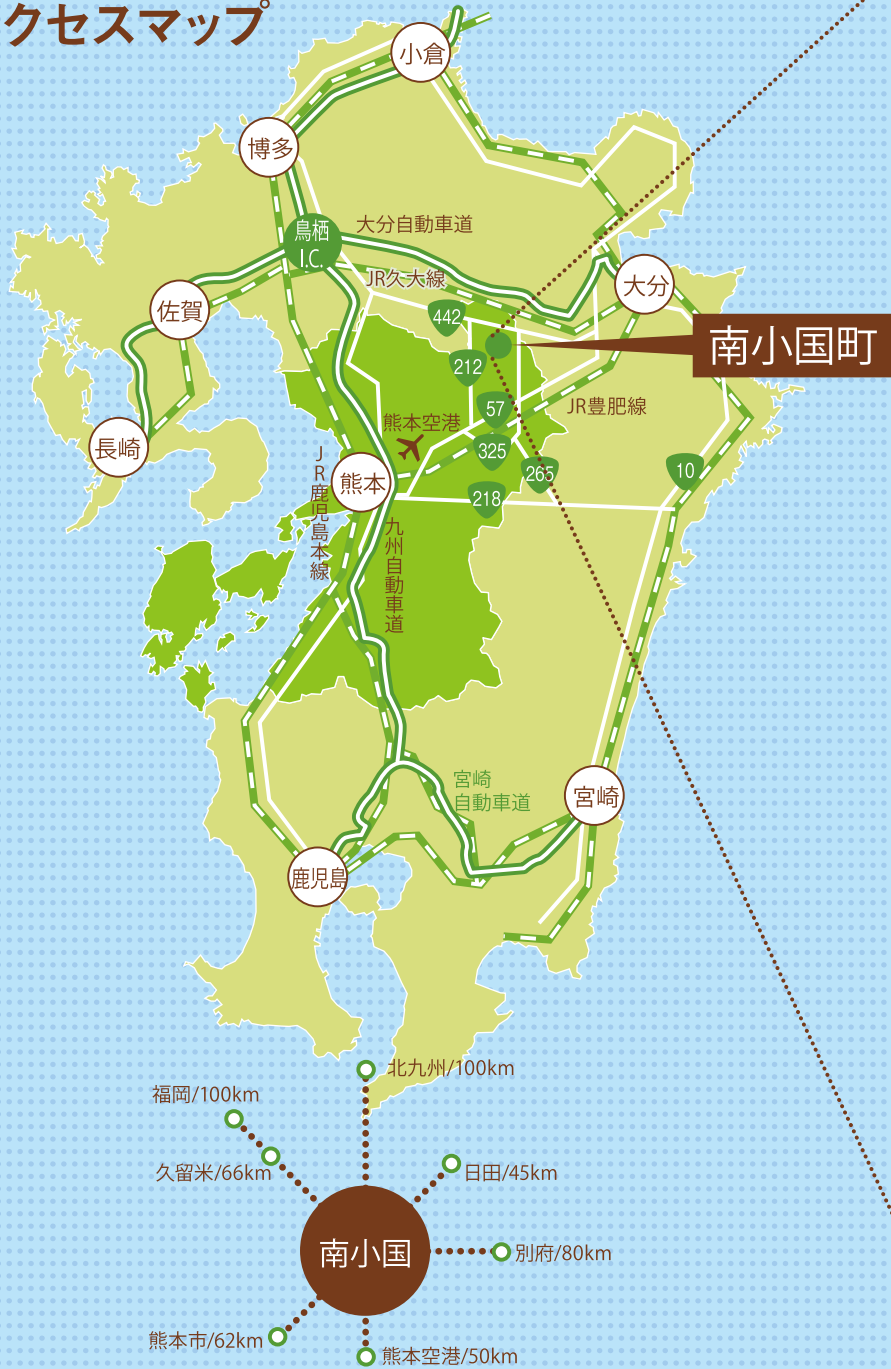 クセスマップ
小倉
博多
鳥栖
I.C.
大分自動車道
JR久大線
佐賀
大分
442
南小国町
212
57
JR豊肥線
熊本空港
長崎
325
265
10
熊本
218
JR鹿児島本線
九州自動車道
宮崎
自動車道
宮崎
鹿児島
北九州/100km
福岡/100km
久留米/66km
日田/45km
南小国
別府/80km
熊本市/62km
熊本空港/50km